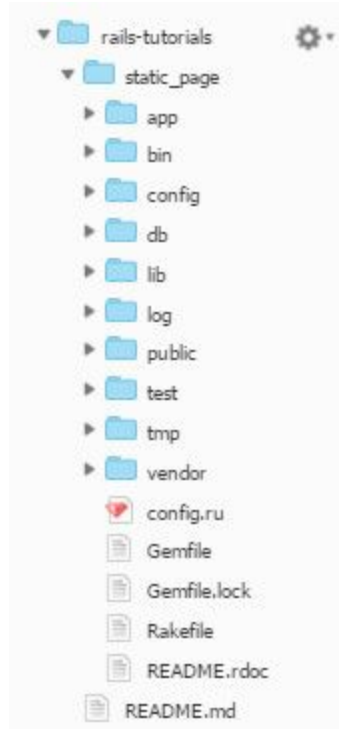 rails-tutorials
static_page
app
bin
config
db
lib
log
public
test
tmp
vendor
config.ru
Gemfile
Gemfile.lock
Rakefile
README.rdoc
README.md